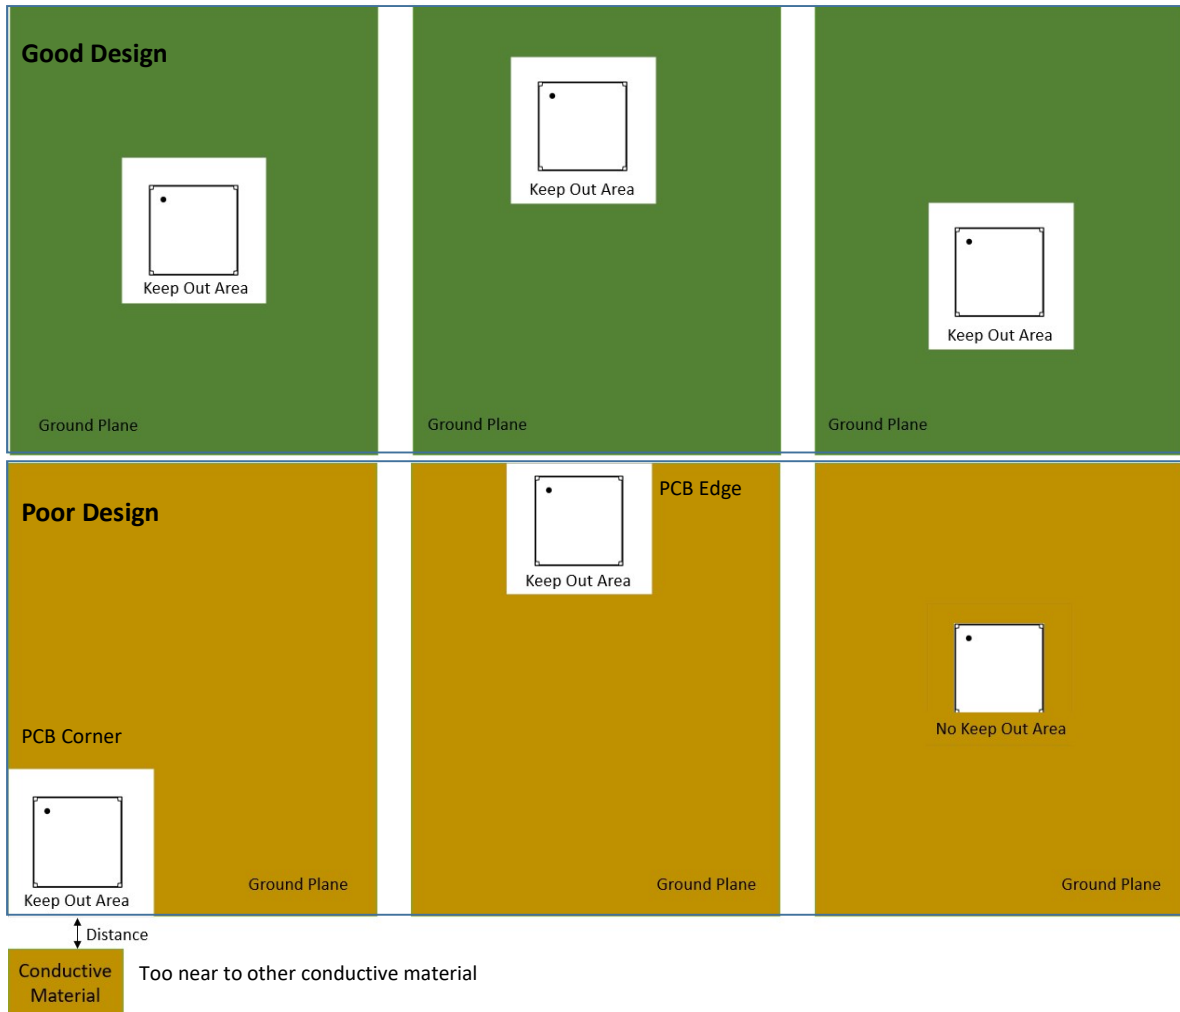 Good Design
Keep Out Area
Keep Out Area
Keep Out Area
Ground Plane
Ground Plane
Ground Plane
Poor Design
PCB Edge
Keep Out Area
No Keep Out Area
PCB Corner
Keep Out Area
Ground Plane
Ground Plane
Ground Plane
Distance
Conductive
Material
Too near to other conductive material